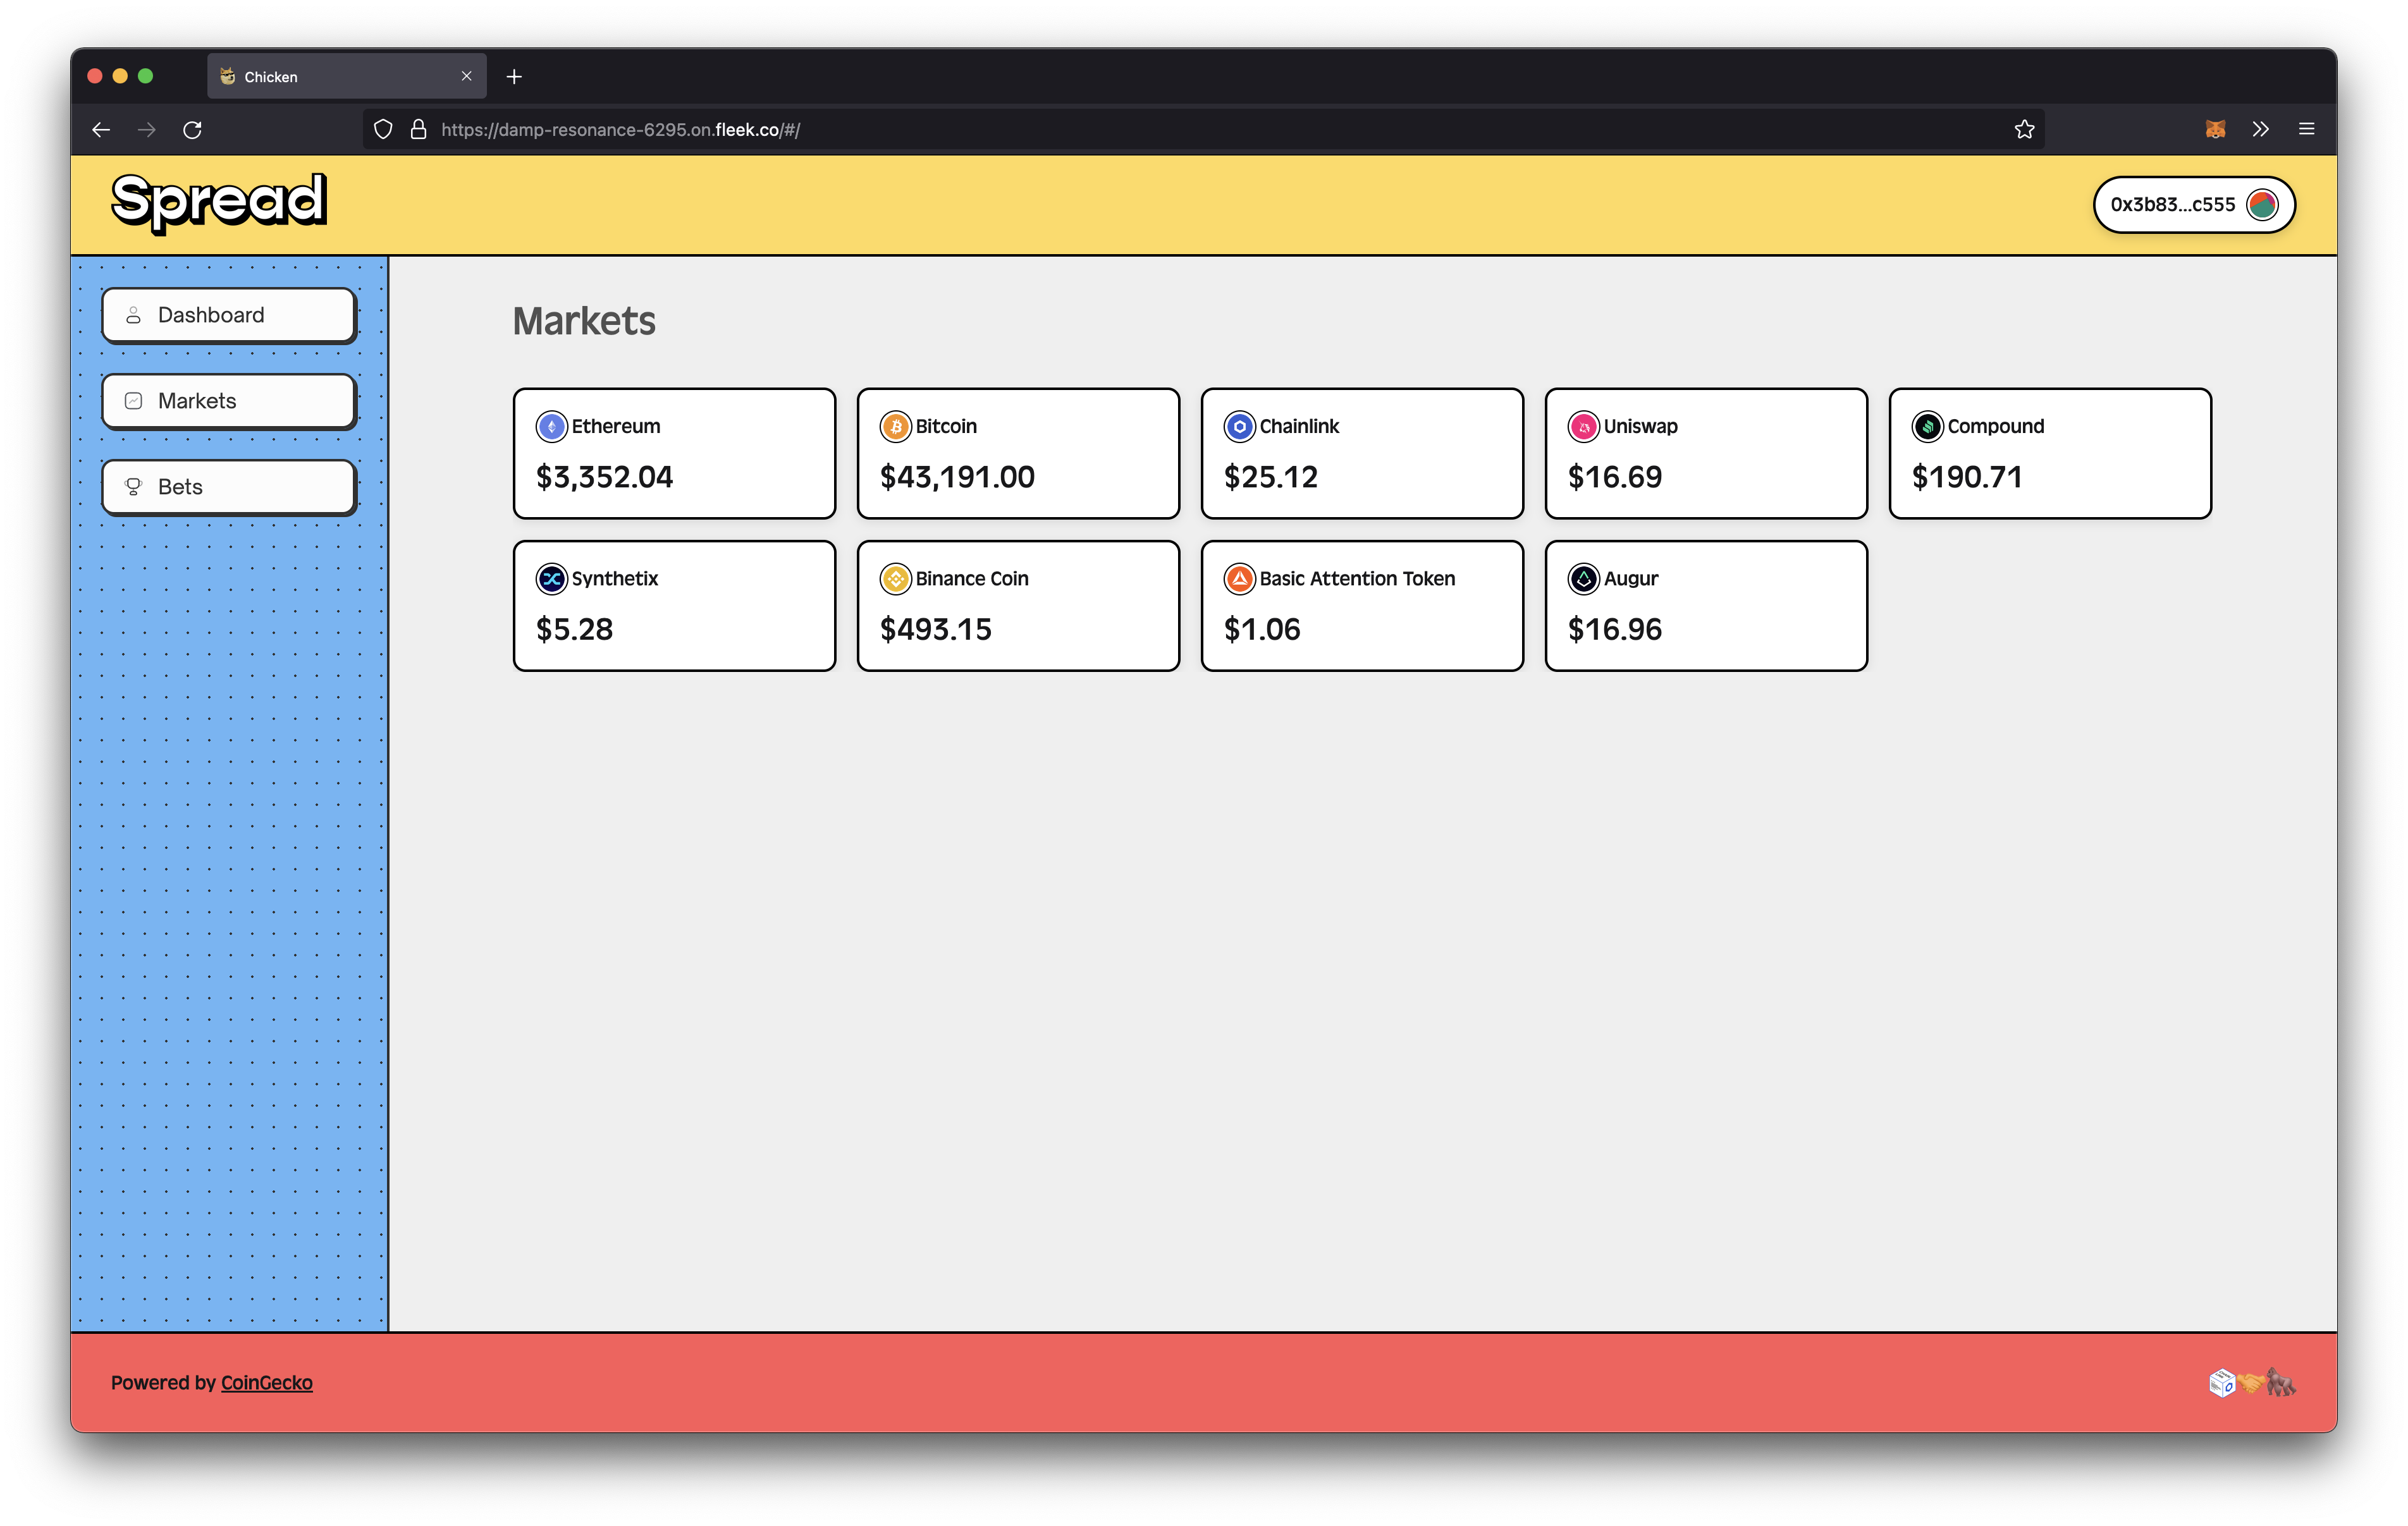 Chicken
https://damp-resonance-6295.on.fleek.co/#/
Spread
0x3b83...c555
Dashboard
Markets
Bets
Markets
Ethereum
$3,352.04
Bitcoin
$43,191.00
Chainlink
$25.12
Uniswap
$16.69
Compound
$190.71
Synthetix
$5.28
Binance Coin
$493.15
Basic Attention Token
$1.06
Augur
$16.96
Powered by CoinGecko